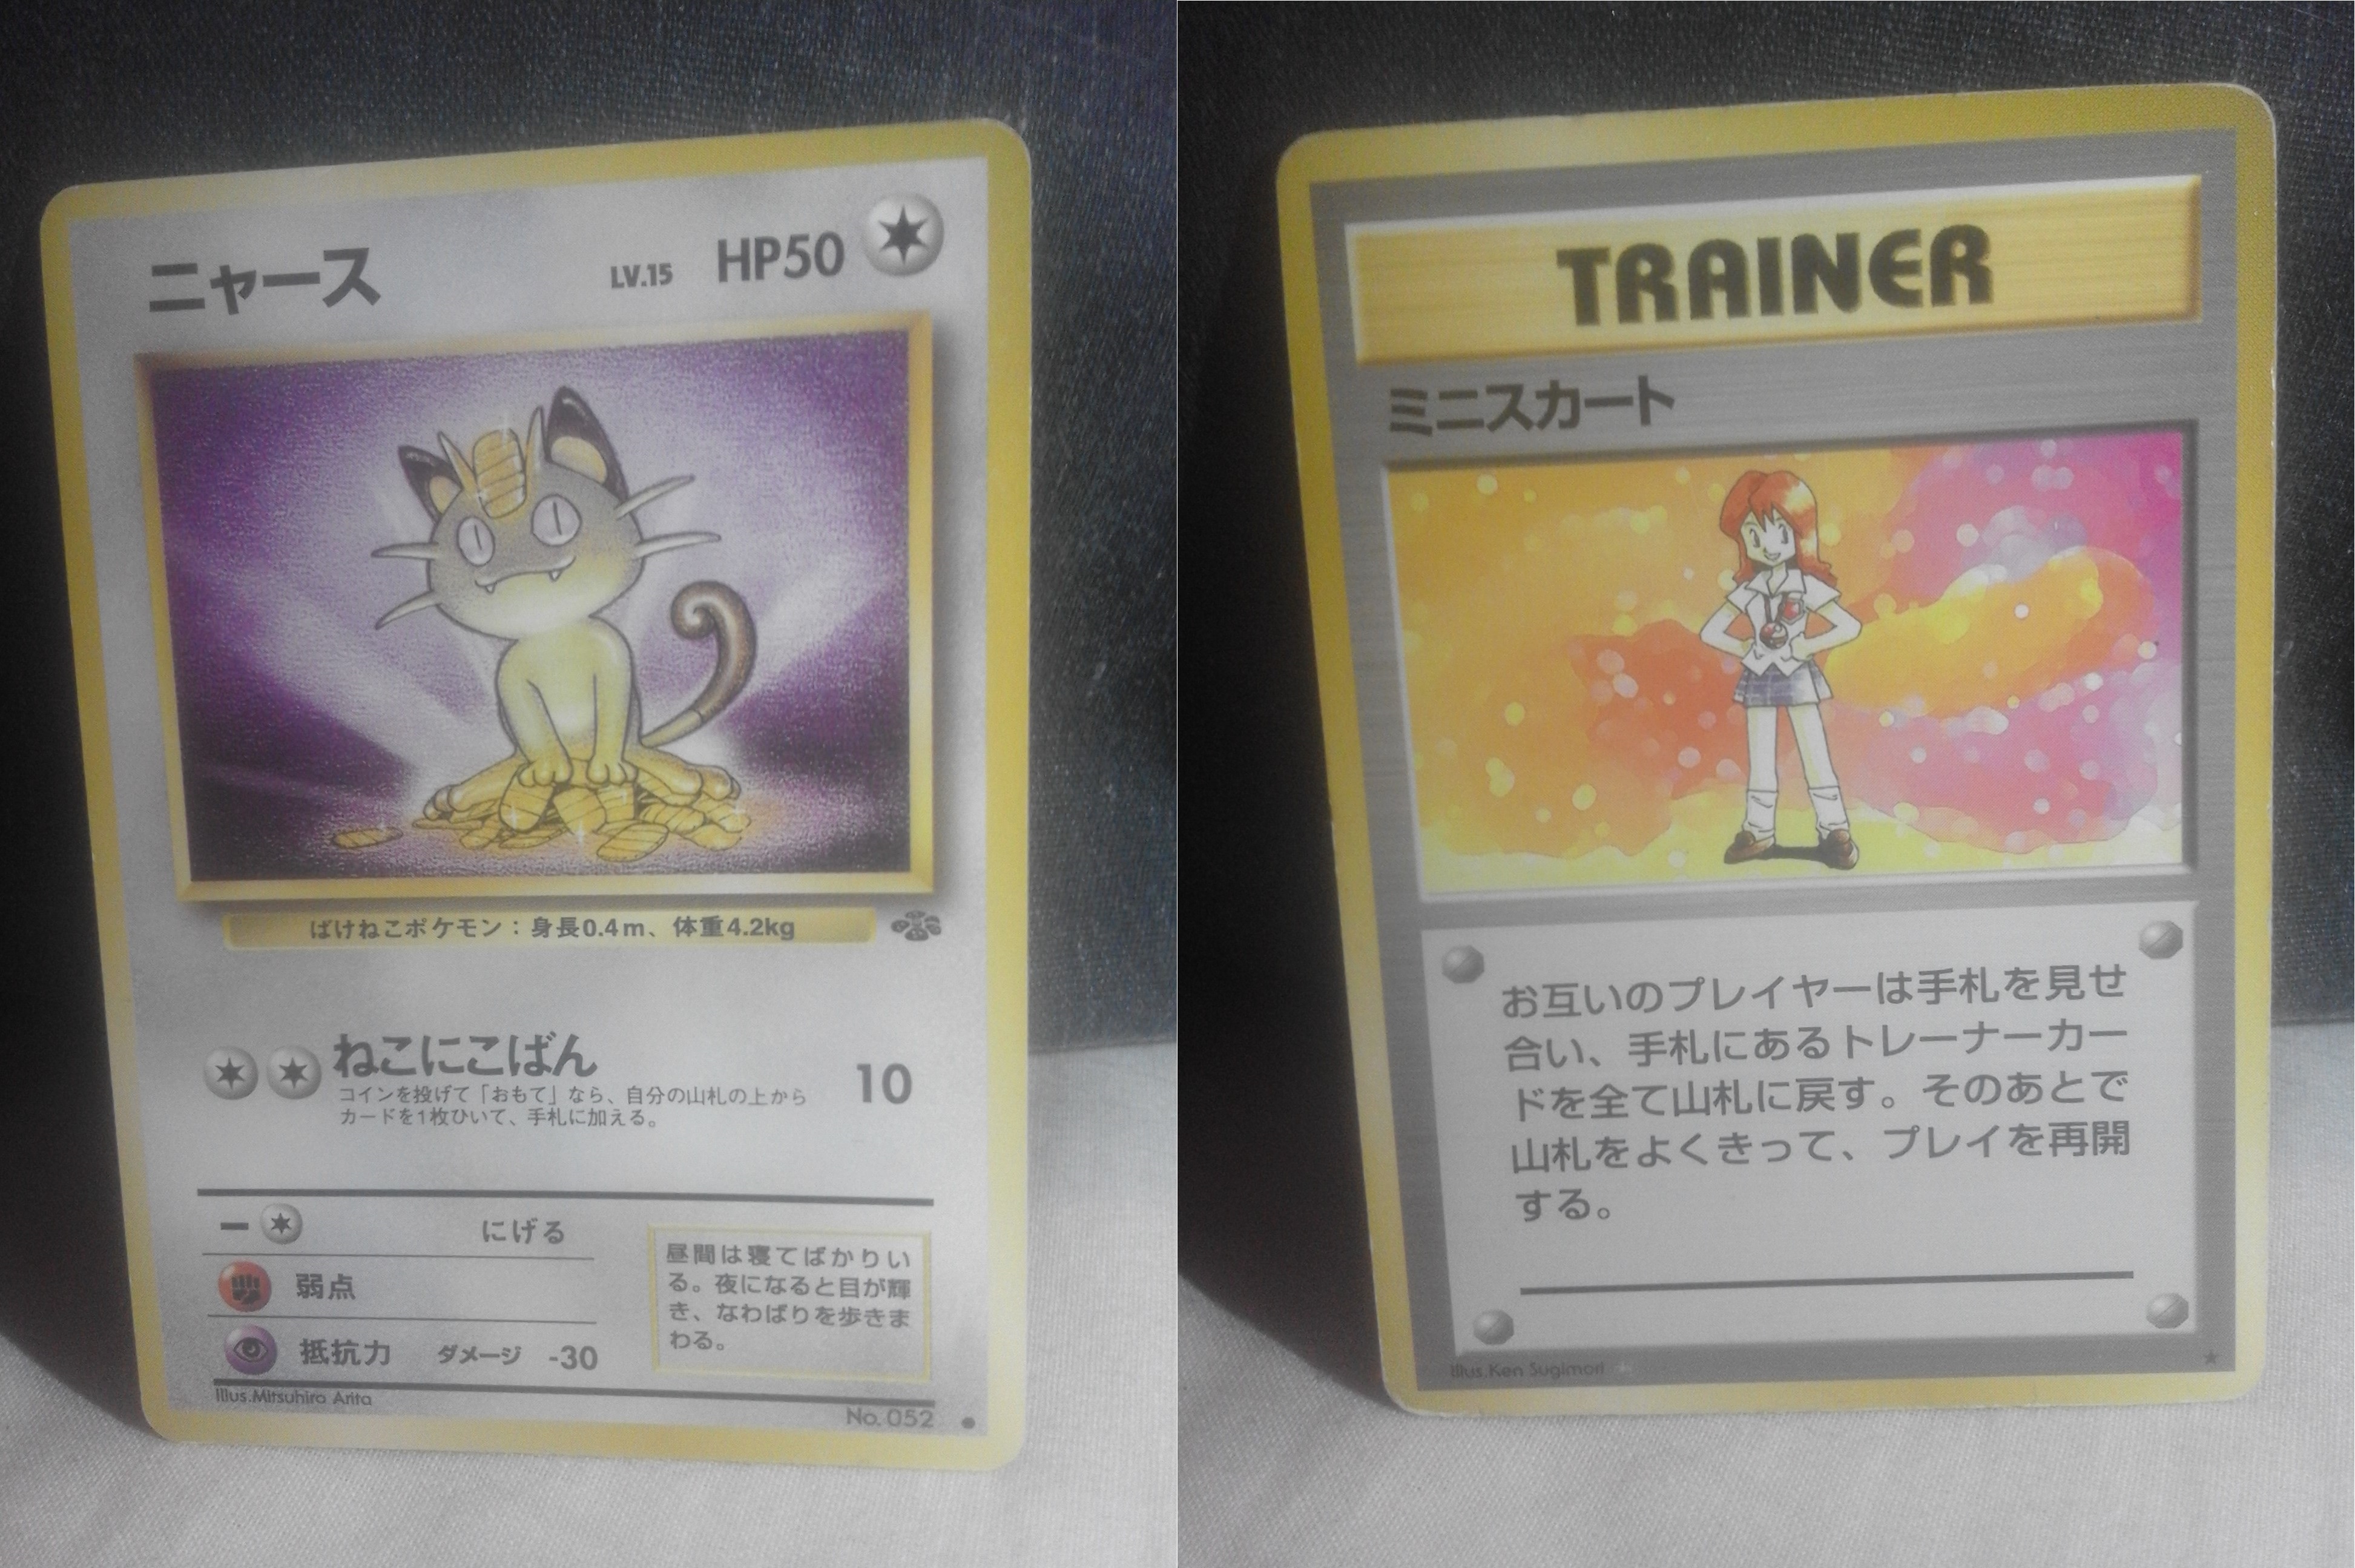 ニャース LV.15 HP50
ばけねこポケモン：身長0.4m、体重4.2kg
ねこにこばん 10
コインを投げて「おもて」なら、自分の山札の上から
カードを1枚ひいて、手札に加える。
ー にげる
弱点
抵抗力 ダメージ -30
昼間は寝てばかりい
る。夜になると目が輝
き、なわばりを歩きま
わる。
Illus.Mitsuhiro Arita
No.052
TRAINER
ミニスカート
お互いのプレイヤーは手札を見せ
合い、手札にあるトレーナーカー
ドを全て山札に戻す。そのあとで
山札をよくきって、プレイを再開
する。
Illus.Ken Sugimori